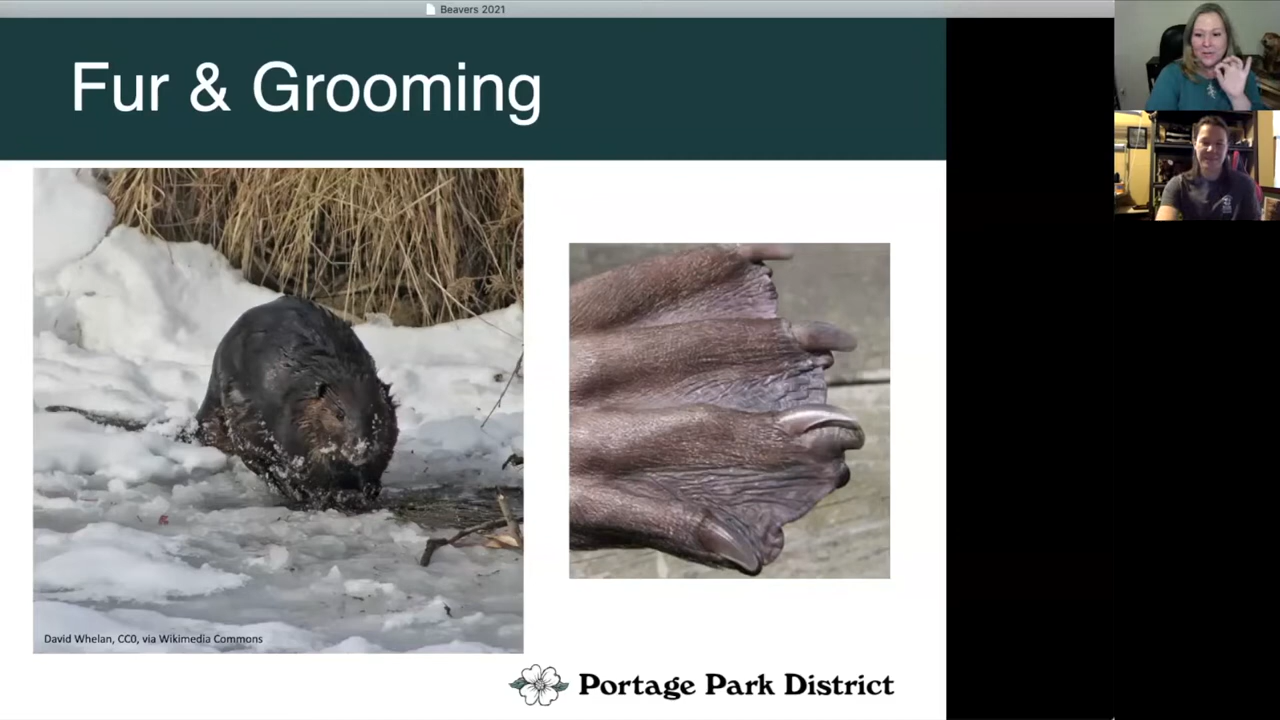 Beavers 2021
Fur & Grooming
David Whelan, CC0, via Wikimedia Commons
Portage Park District